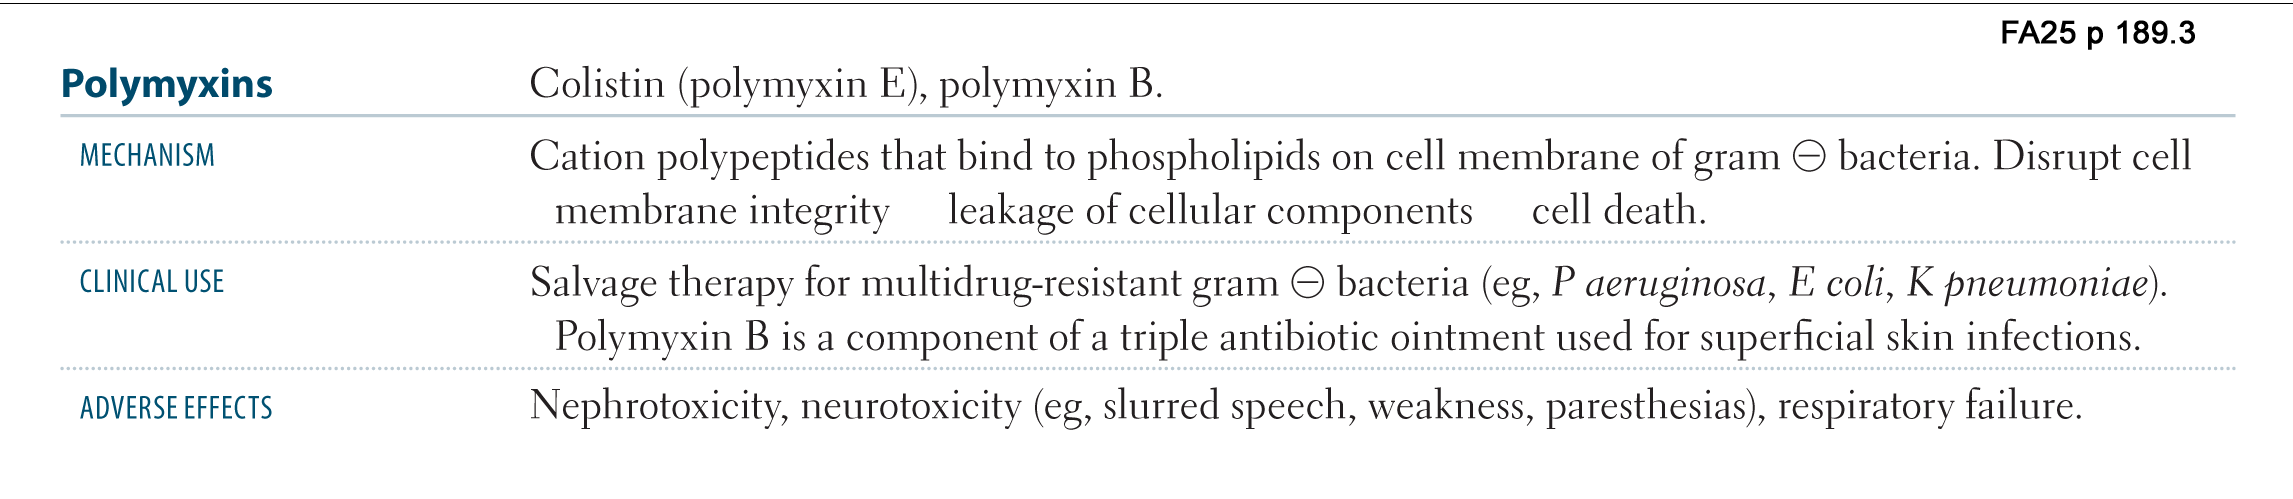 FA25 p 189.3
Polymyxins Colistin (polymyxin E), polymyxin B.
MECHANISM Cation polypeptides that bind to phospholipids on cell membrane of gram ⊖ bacteria. Disrupt cell
membrane integrity leakage of cellular components cell death.
CLINICAL USE Salvage therapy for multidrug-resistant gram ⊖ bacteria (eg, P aeruginosa, E coli, K pneumoniae).
Polymyxin B is a component of a triple antibiotic ointment used for superficial skin infections.
ADVERSE EFFECTS Nephrotoxicity, neurotoxicity (eg, slurred speech, weakness, paresthesias), respiratory failure.